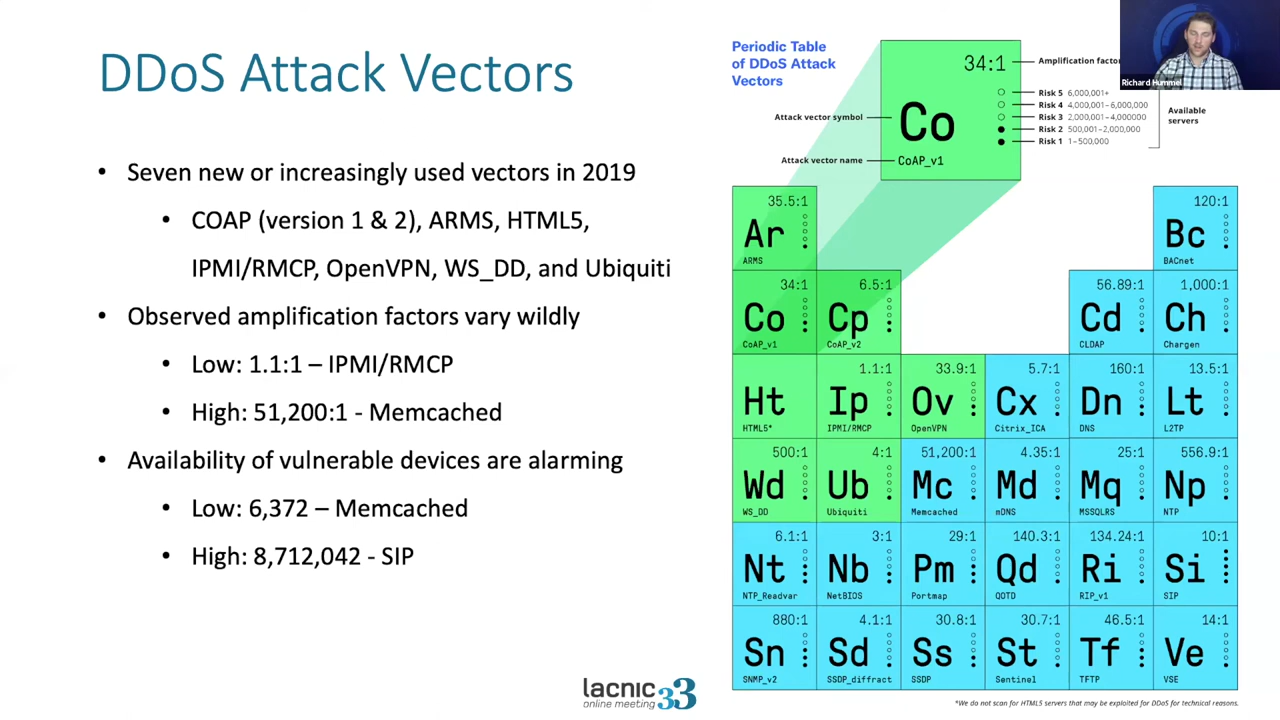 DDoS Attack Vectors
• Seven new or increasingly used vectors in 2019
• COAP (version 1 & 2), ARMS, HTML5,
IPMI/RMCP, OpenVPN, WS_DD, and Ubiquiti
• Observed amplification factors vary wildly
• Low: 1.1:1 – IPMI/RMCP
• High: 51,200:1 - Memcached
• Availability of vulnerable devices are alarming
• Low: 6,372 – Memcached
• High: 8,712,042 - SIP
lacnic 33
online meeting
Periodic Table
of DDoS Attack
Vectors
34:1
Co
CoAP_v1
Attack vector symbol
Attack vector name
Amplification
Risk 5 6,000,001+
Risk 4 4,000,001–6,000,000
Risk 3 2,000,001–4,000000
Risk 2 500,001–2,000,000
Risk 1 1–500,000
Available
servers
Richard Hummel
35.5:1
Ar
ARMS
120:1
Bc
BACnet
34:1
Co
CoAP_v1
6.5:1
Cp
CoAP_v2
56.89:1
Cd
CLDAP
1,000:1
Ch
Chargen
Ht
HTML5*
1.1:1
Ip
IPMI/RMCP
33.9:1
Ov
OpenVPN
5.7:1
Cx
Citrix_ICA
160:1
Dn
DNS
13.5:1
Lt
L2TP
500:1
Wd
WS_DD
4:1
Ub
Ubiquiti
51,200:1
Mc
Memcached
4.35:1
Md
mDNS
25:1
Mq
MSSQLRS
556.9:1
Np
NTP
6.1:1
Nt
NTP_Readvar
3:1
Nb
NetBIOS
29:1
Pm
Portmap
140.3:1
Qd
QOTD
134.24:1
Ri
RIP_v1
10:1
Si
SIP
880:1
Sn
SNMP_v2
4.1:1
Sd
SSDP_diffract
30.8:1
Ss
SSDP
30.7:1
St
Sentinel
46.5:1
Tf
TFTP
14:1
Ve
VSE
*We do not scan for HTML5 servers that may be exploited for DDoS for technical reasons.